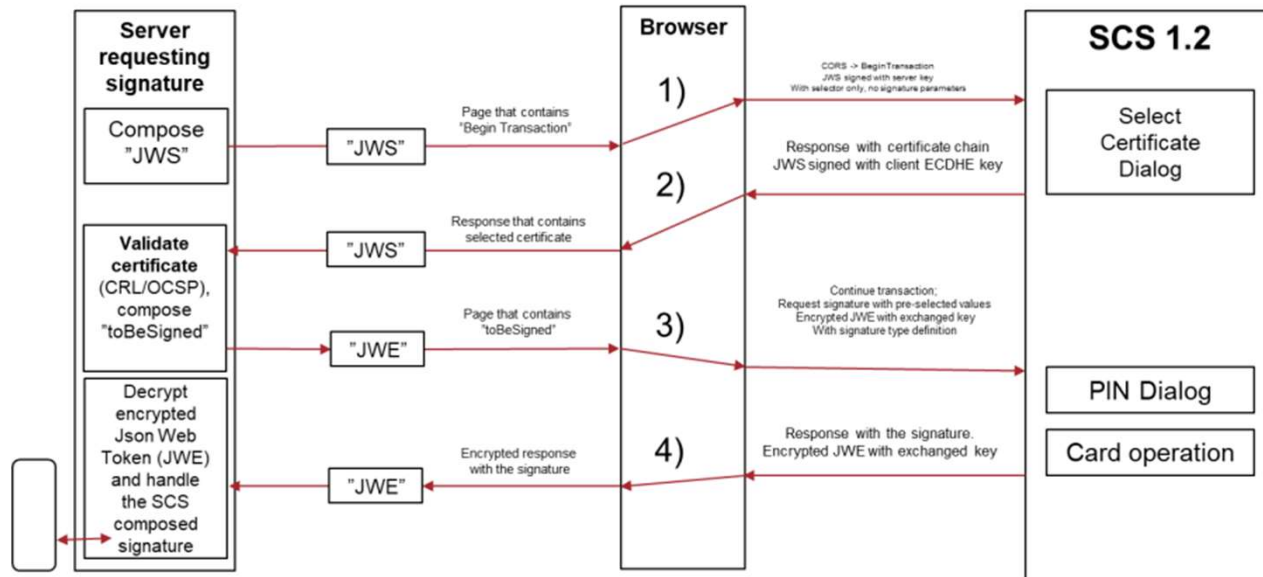 Server
requesting
signature
Browser
SCS 1.2
Compose
"JWS"
"JWS"
Page that contains
"Begin Transaction"
1)
CORS -> BeginTransaction
JWS signed with server key
With selector only, no signature parameters
Select
Certificate
Dialog
Response with certificate chain
JWS signed with client ECDHE key
2)
Response that contains
selected certificate
"JWS"
Validate
certificate
(CRL/OCSP),
compose
"toBeSigned"
"JWE"
Page that contains
"toBeSigned"
3)
Continue transaction;
Request signature with pre-selected values
Encrypted JWE with exchanged key
With signature type definition
PIN Dialog
Card operation
Response with the signature.
Encrypted JWE with exchanged key
4)
Encrypted response
with the signature
"JWE"
Decrypt
encrypted
Json Web
Token (JWE)
and handle
the SCS
composed
signature